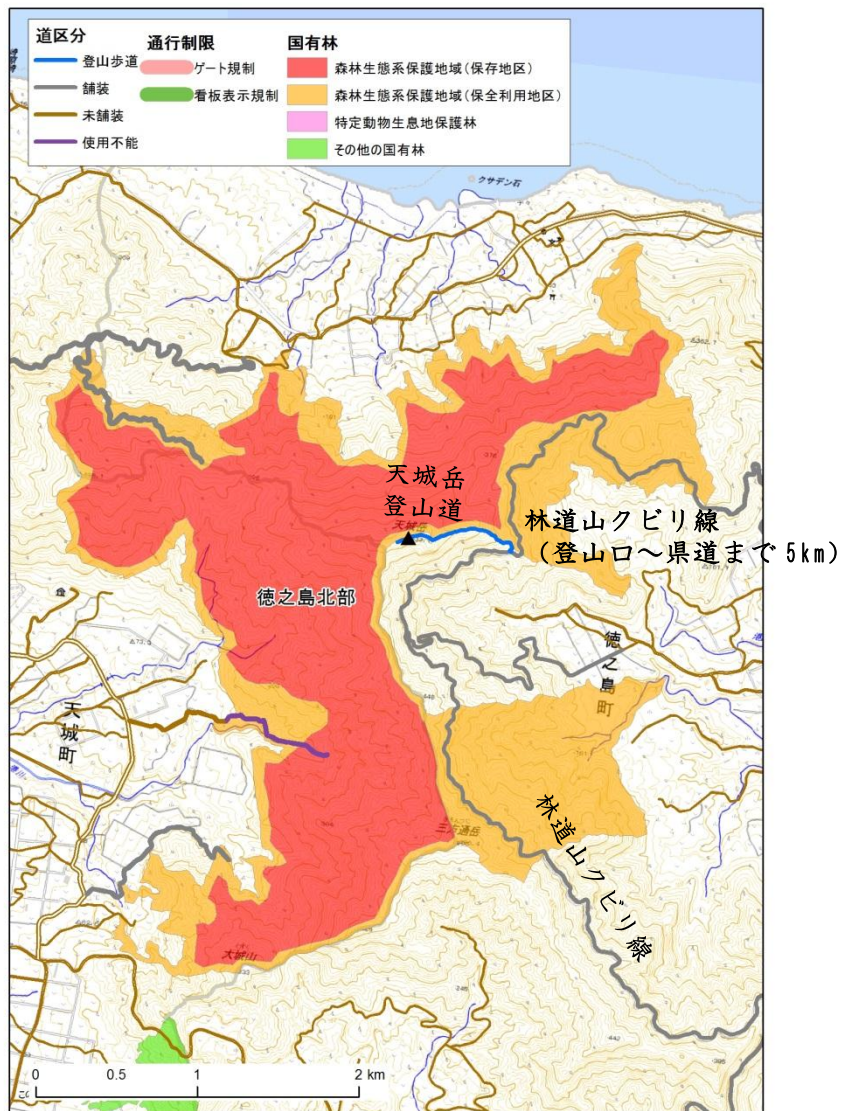 道区分
登山歩道
舗装
未舗装
使用不能
通行制限
ゲート規制
看板表示規制
国有林
森林生態系保護地域(保存地区)
森林生態系保護地域(保全利用地区)
特定動物生息地保護林
その他の国有林
クサデン石
天城岳
登山道
天城岳
林道山クビリ線
(登山口～県道まで5km)
徳之島北部
徳之島町
天城町
三方通岳
林道山クビリ線
大城山
0 0.5 1 2 km